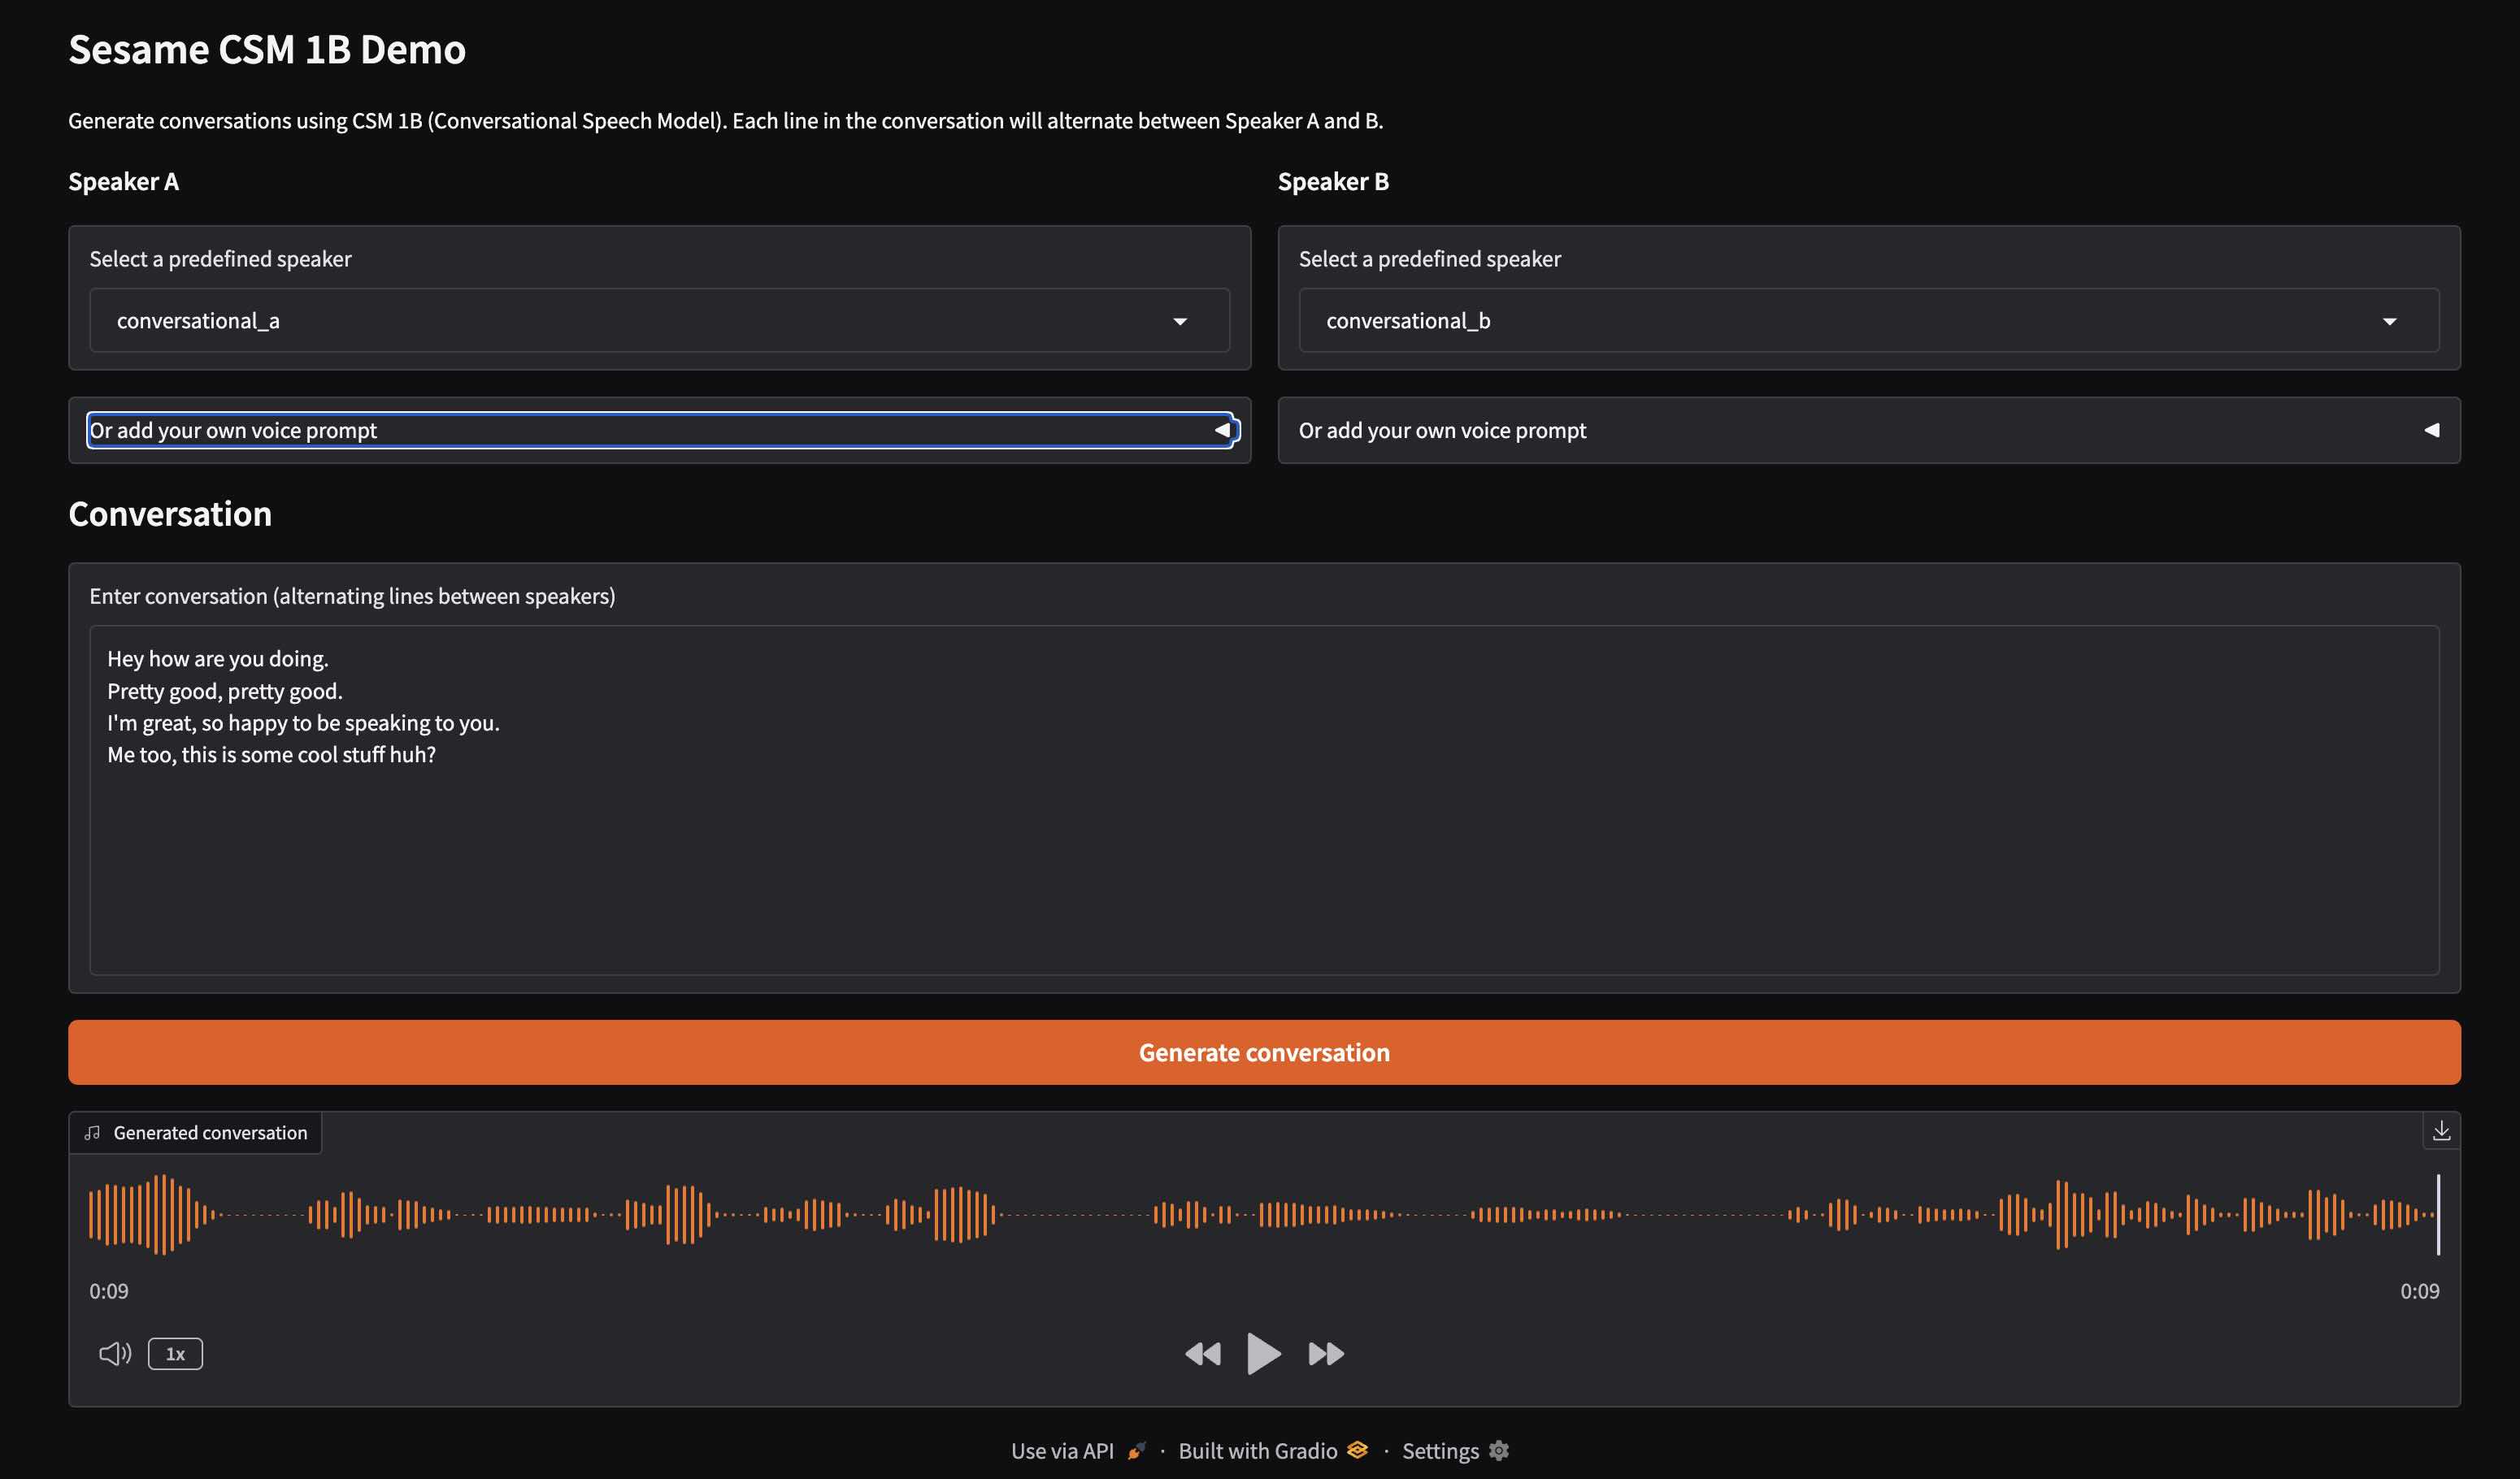 Sesame CSM 1B Demo
Generate conversations using CSM 1B (Conversational Speech Model). Each line in the conversation will alternate between Speaker A and B.
Speaker A
Select a predefined speaker
conversational_a
Or add your own voice prompt
Speaker B
Select a predefined speaker
conversational_b
Or add your own voice prompt
Conversation
Enter conversation (alternating lines between speakers)
Hey how are you doing.
Pretty good, pretty good.
I'm great, so happy to be speaking to you.
Me too, this is some cool stuff huh?
Generate conversation
Generated conversation
0:09
0:09
1x
Use via API · Built with Gradio · Settings